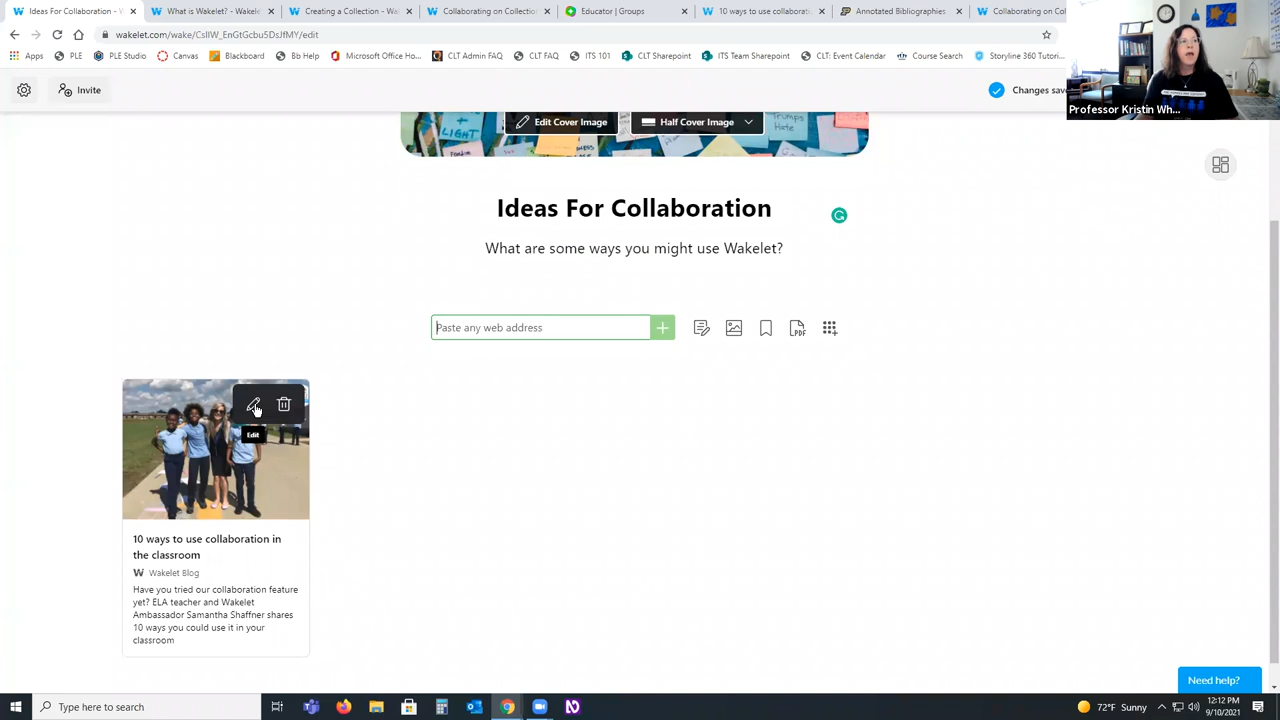 Ideas For Collaboration - W
What is Wakelet? - Wakelet
Creating a Collection - Wa
Collaborating on Collection
Educator | Groups
10 ways to use collaborati
Annotated Bibliographies
Collaborating on Col
wakelet.com/wake/
/edit
Apps
PLE
PLE Studio
Canvas
Blackboard
Bb Help
Microsoft Office Ho...
CLT Admin FAQ
CLT FAQ
ITS 101
CLT Sharepoint
ITS Team Sharepoint
CLT: Event Calendar
Course Search
Storyline 360 Tutori...
Professor Kristin Wh...
Invite
Changes sav
+ LIGHT
Edit Cover Image
Half Cover Image
Trumps
Hate
Ideas For Collaboration
What are some ways you might use Wakelet?
Paste any web address
PDF
Edit
10 ways to use collaboration in
the classroom
Wakelet Blog
Have you tried our collaboration feature
yet? ELA teacher and Wakelet
Ambassador Samantha Shaffner shares
10 ways you could use it in your
classroom
Need help?
Type here to search
72°F Sunny
12:12 PM
9/10/2021